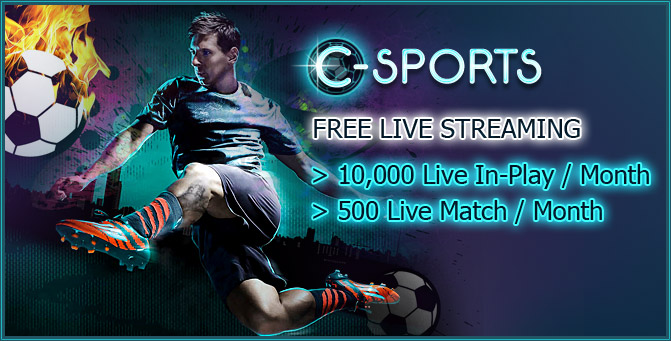 C-SPORTS
FREE LIVE STREAMING
> 10,000 Live In-Play / Month
> 500 Live Match / Month